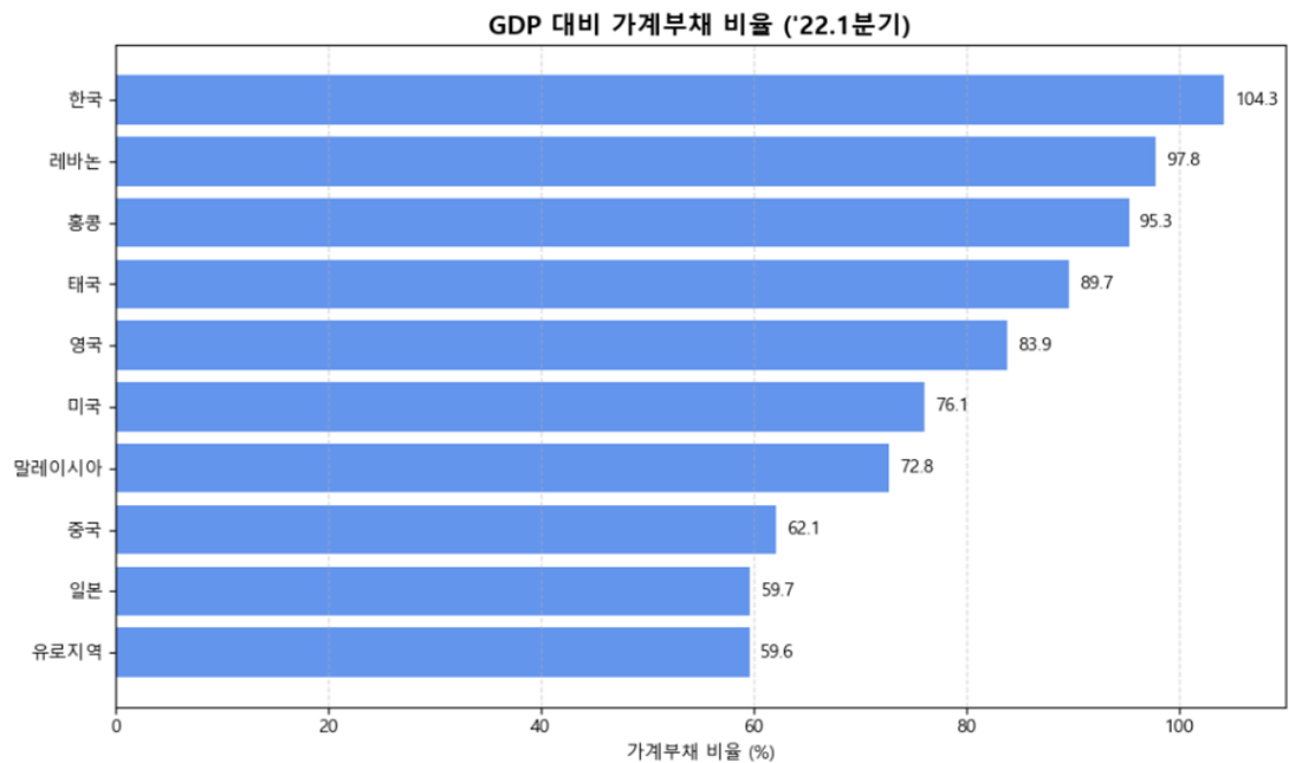 GDP 대비 가계부채 비율 ('22.1분기)
한국 104.3
레바논 97.8
홍콩 95.3
태국 89.7
영국 83.9
미국 76.1
말레이시아 72.8
중국 62.1
일본 59.7
유로지역 59.6
0 20 40 60 80 100
가계부채 비율 (%)